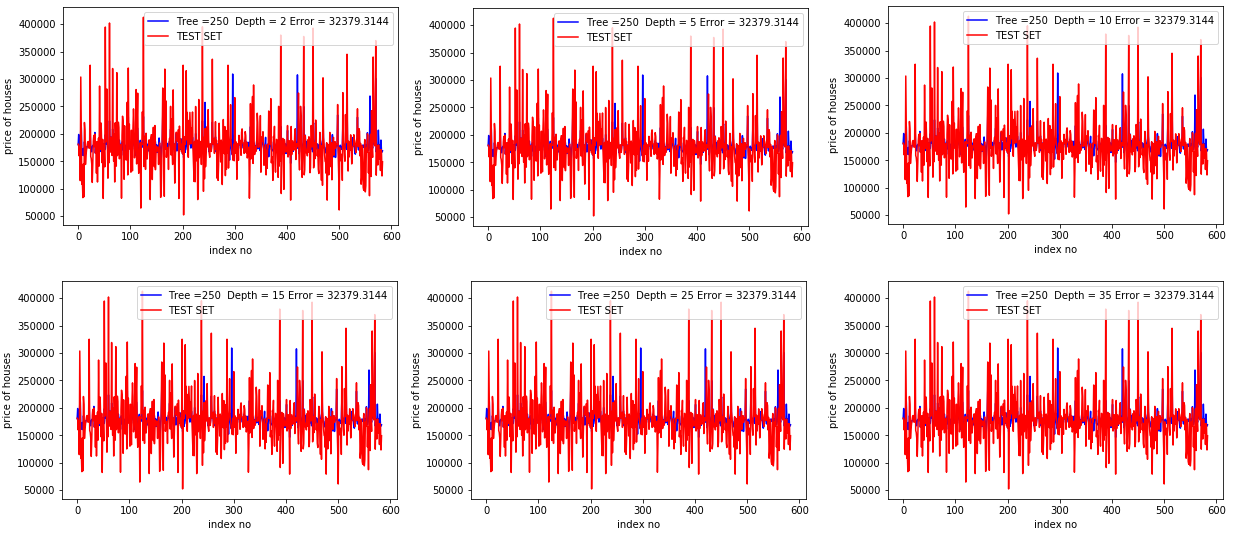 Tree =250  Depth = 2 Error = 32379.3144
TEST SET
price of houses
400000
350000
300000
250000
200000
150000
100000
50000
0 100 200 300 400 500 600
index no
Tree =250  Depth = 5 Error = 32379.3144
TEST SET
price of houses
400000
350000
300000
250000
200000
150000
100000
50000
0 100 200 300 400 500 600
index no
Tree =250  Depth = 10 Error = 32379.3144
TEST SET
price of houses
400000
350000
300000
250000
200000
150000
100000
50000
0 100 200 300 400 500 600
index no
Tree =250  Depth = 15 Error = 32379.3144
TEST SET
price of houses
400000
350000
300000
250000
200000
150000
100000
50000
0 100 200 300 400 500 600
index no
Tree =250  Depth = 25 Error = 32379.3144
TEST SET
price of houses
400000
350000
300000
250000
200000
150000
100000
50000
0 100 200 300 400 500 600
index no
Tree =250  Depth = 35 Error = 32379.3144
TEST SET
price of houses
400000
350000
300000
250000
200000
150000
100000
50000
0 100 200 300 400 500 600
index no